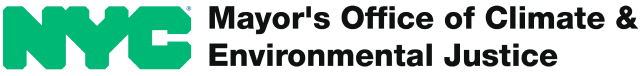 NYC® Mayor's Office of Climate &
Environmental Justice